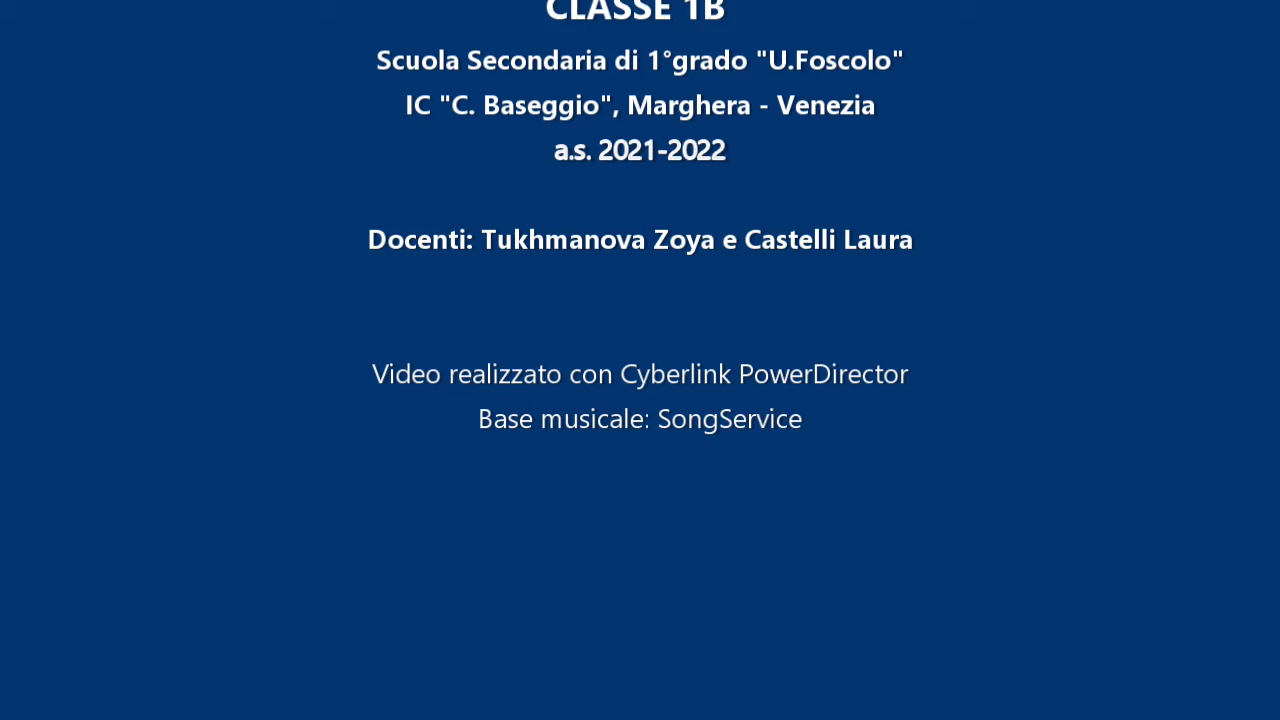 CLASSE 1B
Scuola Secondaria di 1°grado "U.Foscolo"
IC "C. Baseggio", Marghera - Venezia
a.s. 2021-2022
Docenti: Tukhmanova Zoya e Castelli Laura
Video realizzato con Cyberlink PowerDirector
Base musicale: SongService